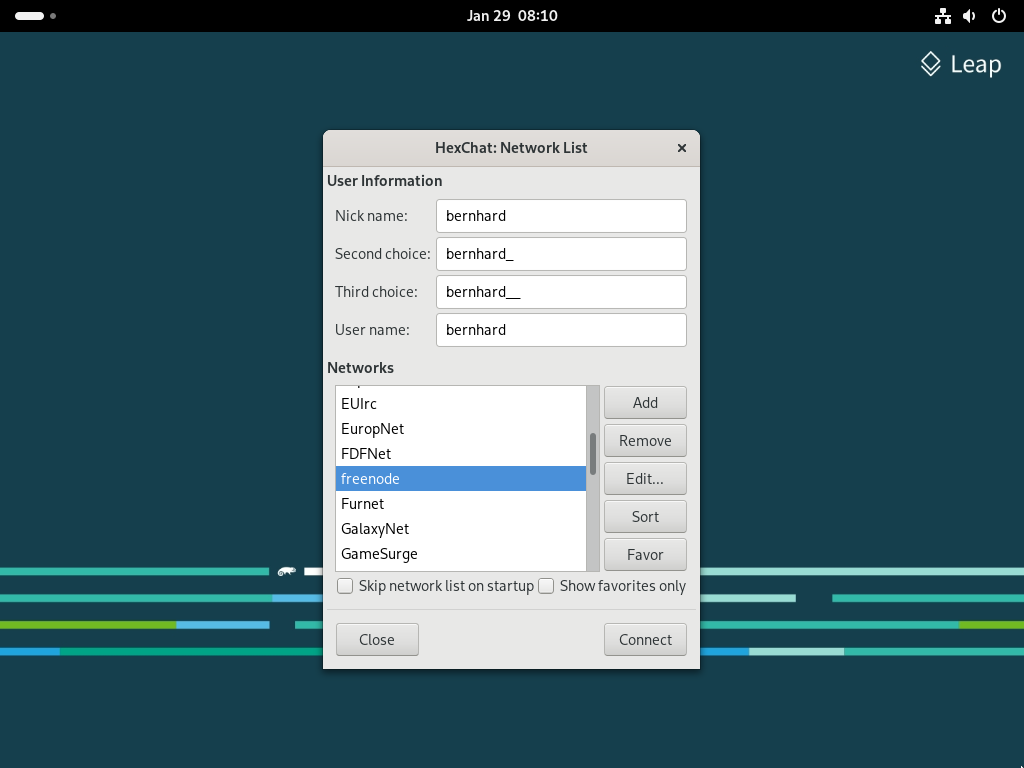 Jan 29  08:10
Leap
HexChat: Network List
User Information
Nick name: bernhard
Second choice: bernhard_
Third choice: bernhard__
User name: bernhard
Networks
EUIrc
EuropNet
FDFNet
freenode
Furnet
GalaxyNet
GameSurge
Add
Remove
Edit...
Sort
Favor
Skip network list on startup
Show favorites only
Close
Connect